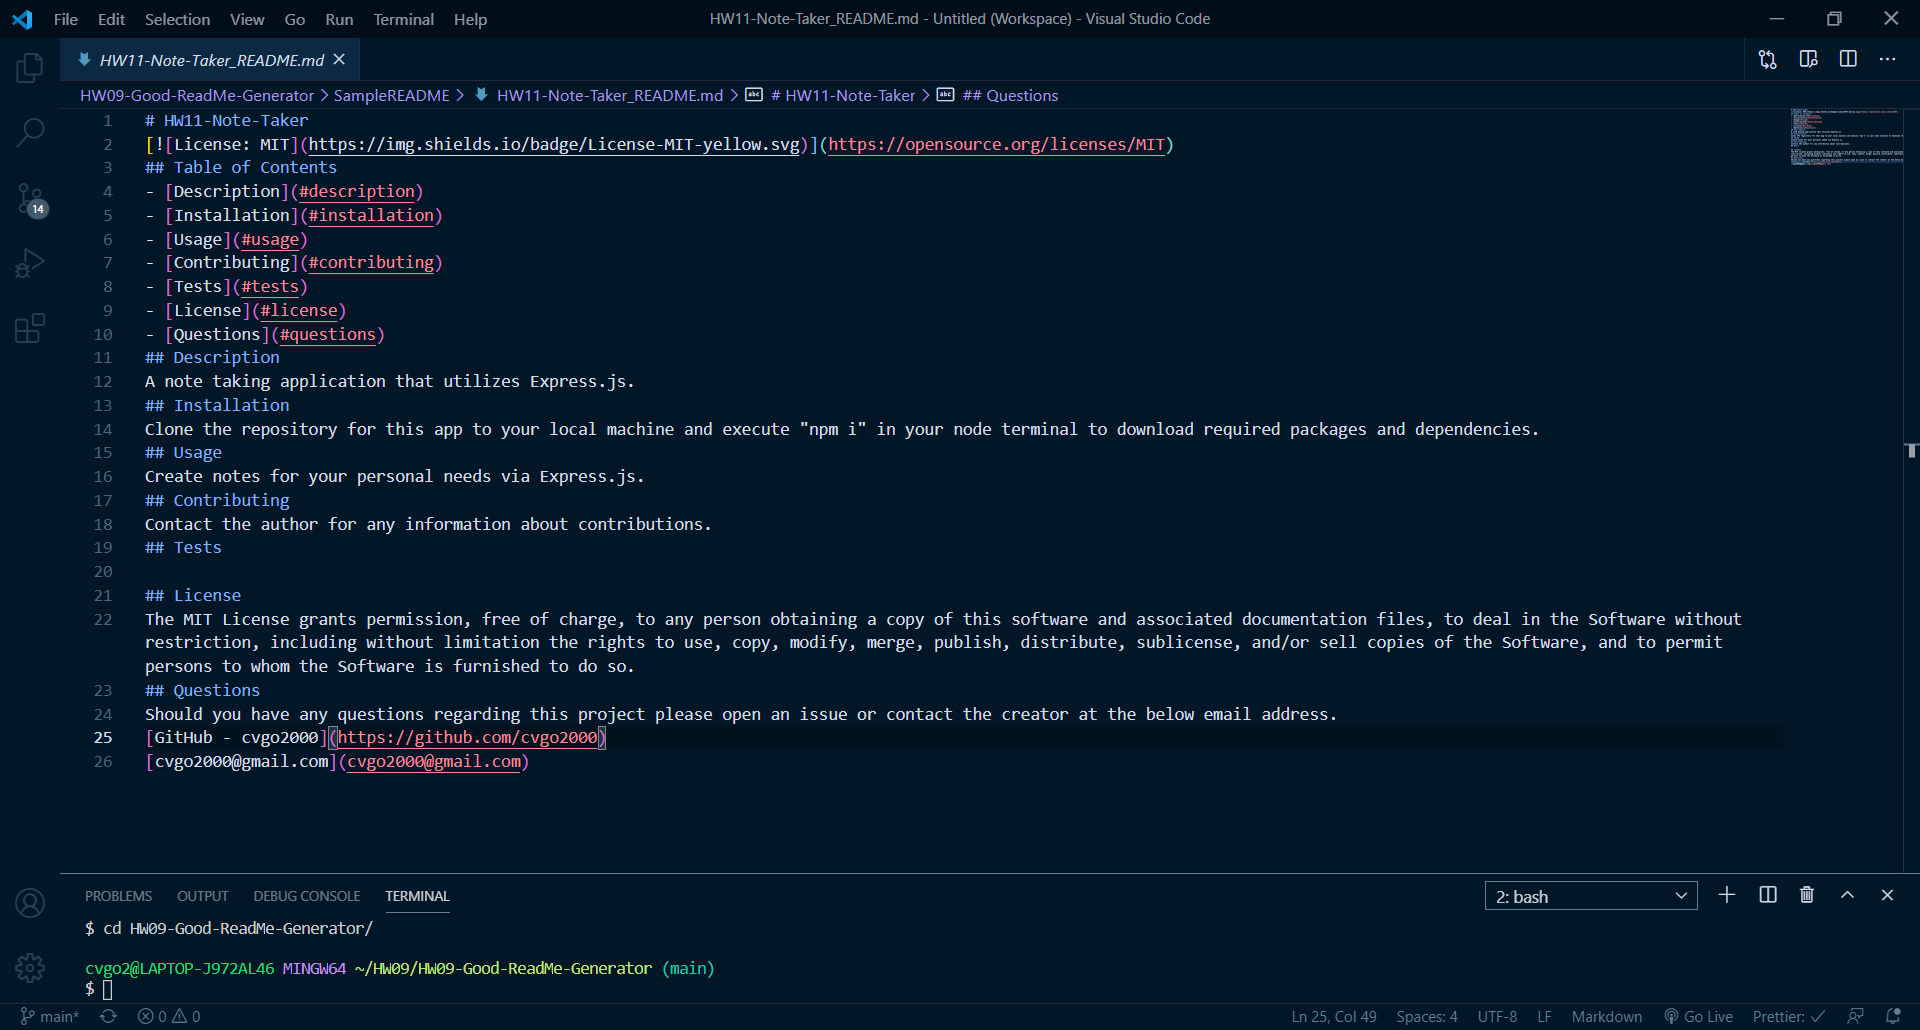 File Edit Selection View Go Run Terminal Help
HW11-Note-Taker_README.md - Untitled (Workspace) - Visual Studio Code
HW11-Note-Taker_README.md
HW09-Good-ReadMe-Generator > SampleREADME > HW11-Note-Taker_README.md > # HW11-Note-Taker > ## Questions
1 # HW11-Note-Taker
2 [![License: MIT](https://img.shields.io/badge/License-MIT-yellow.svg)](https://opensource.org/licenses/MIT)
3 ## Table of Contents
4 - [Description](#description)
5 - [Installation](#installation)
6 - [Usage](#usage)
7 - [Contributing](#contributing)
8 - [Tests](#tests)
9 - [License](#license)
10 - [Questions](#questions)
11 ## Description
12 A note taking application that utilizes Express.js.
13 ## Installation
14 Clone the repository for this app to your local machine and execute "npm i" in your node terminal to download required packages and dependencies.
15 ## Usage
16 Create notes for your personal needs via Express.js.
17 ## Contributing
18 Contact the author for any information about contributions.
19 ## Tests
20
21 ## License
22 The MIT License grants permission, free of charge, to any person obtaining a copy of this software and associated documentation files, to deal in the Software without
restriction, including without limitation the rights to use, copy, modify, merge, publish, distribute, sublicense, and/or sell copies of the Software, and to permit
persons to whom the Software is furnished to do so.
23 ## Questions
24 Should you have any questions regarding this project please open an issue or contact the creator at the below email address.
25 [GitHub - cvgo2000](https://github.com/cvgo2000)
26 [cvgo2000@gmail.com](cvgo2000@gmail.com)
14
PROBLEMS OUTPUT DEBUG CONSOLE TERMINAL 2: bash
$ cd HW09-Good-ReadMe-Generator/
cvgo2@LAPTOP-J972AL46 MINGW64 ~/HW09/HW09-Good-ReadMe-Generator (main)
$
main* 0 0 Ln 25, Col 49 Spaces: 4 UTF-8 LF Markdown Go Live Prettier: ✓